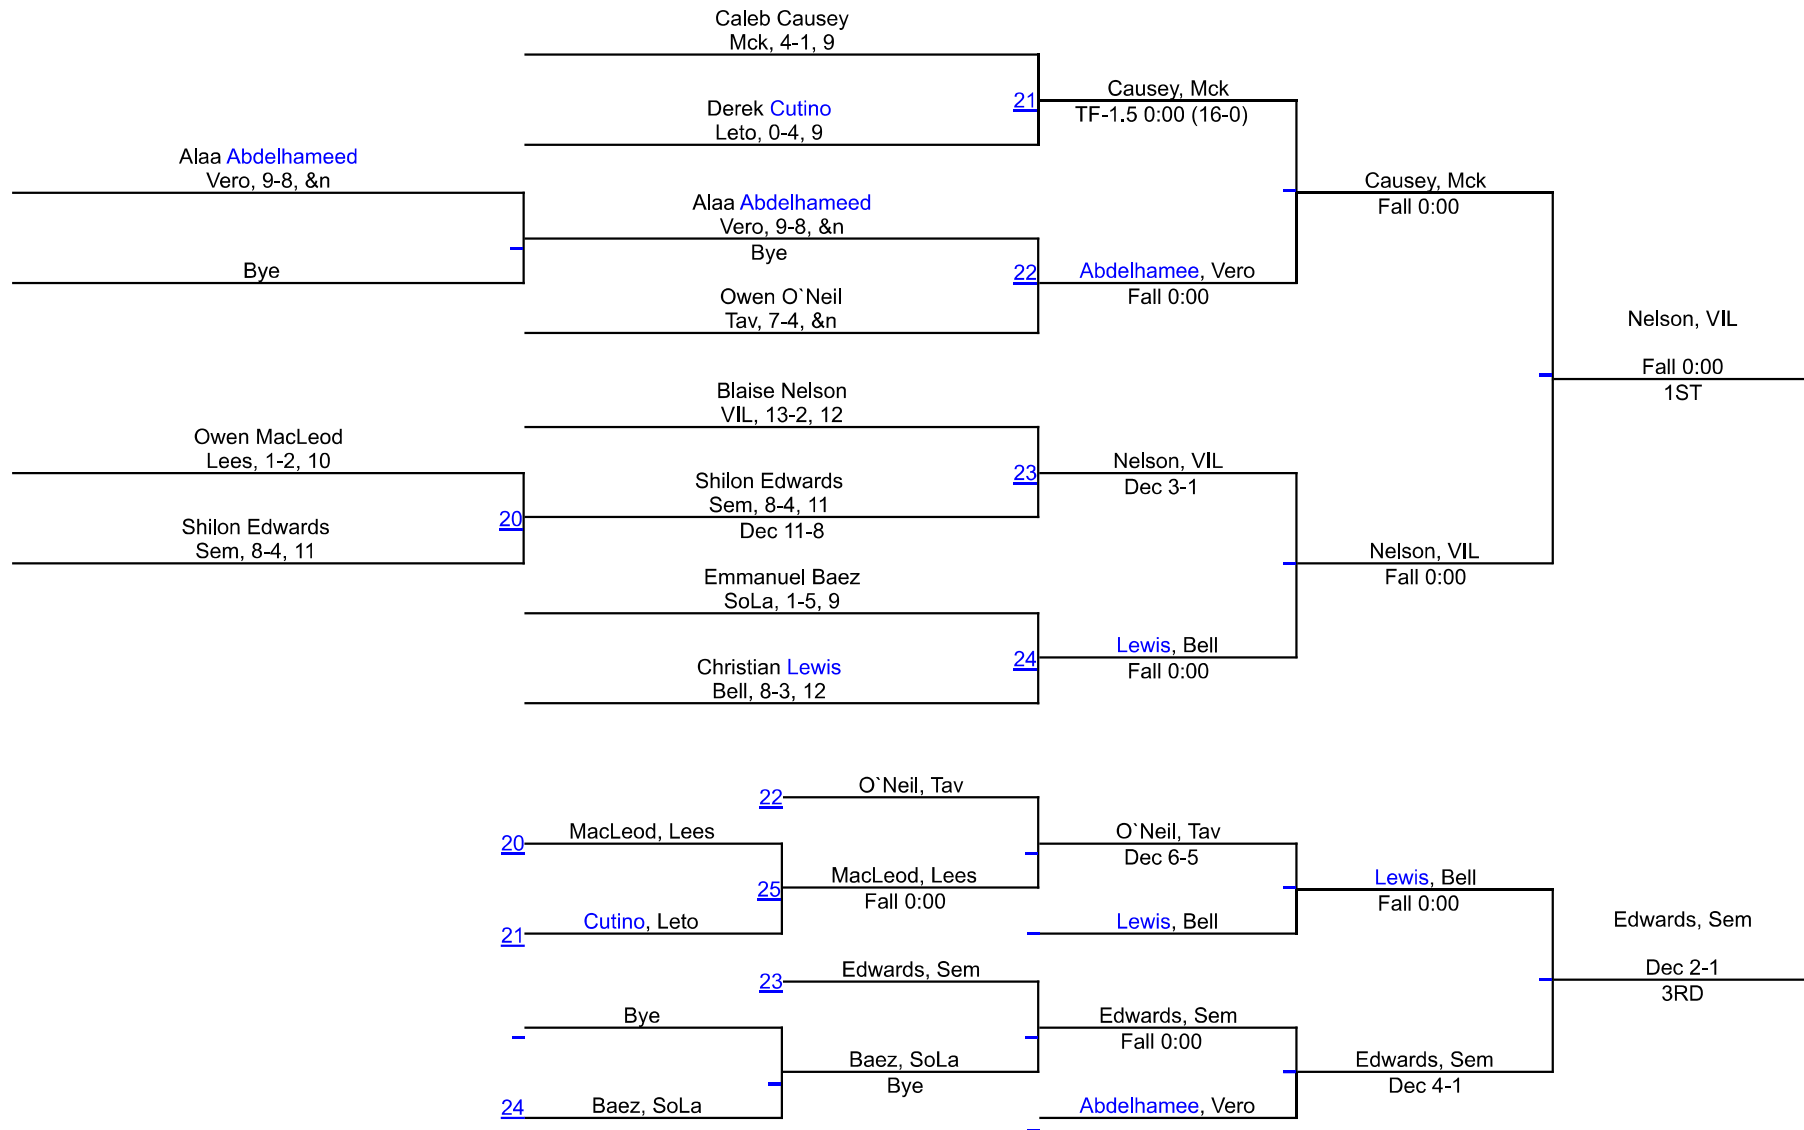 Caleb Causey
Mck, 4-1, 9
Derek Cutino
Leto, 0-4, 9
21
Causey, Mck
TF-1.5 0:00 (16-0)
Alaa Abdelhameed
Vero, 9-8, &n
Bye
Alaa Abdelhameed
Vero, 9-8, &n
Bye
Owen O`Neil
Tav, 7-4, &n
22
Abdelhamee, Vero
Fall 0:00
Causey, Mck
Fall 0:00
Nelson, VIL
Fall 0:00
1ST
Blaise Nelson
VIL, 13-2, 12
Owen MacLeod
Lees, 1-2, 10
Shilon Edwards
Sem, 8-4, 11
20
Shilon Edwards
Sem, 8-4, 11
Dec 11-8
23
Nelson, VIL
Dec 3-1
Nelson, VIL
Fall 0:00
Emmanuel Baez
SoLa, 1-5, 9
Christian Lewis
Bell, 8-3, 12
24
Lewis, Bell
Fall 0:00
22
O`Neil, Tav
20
MacLeod, Lees
25
MacLeod, Lees
Fall 0:00
21
Cutino, Leto
O`Neil, Tav
Dec 6-5
Lewis, Bell
Lewis, Bell
Fall 0:00
Edwards, Sem
Dec 2-1
3RD
23
Edwards, Sem
Bye
Baez, SoLa
Bye
24
Baez, SoLa
Edwards, Sem
Fall 0:00
Abdelhamee, Vero
Edwards, Sem
Dec 4-1